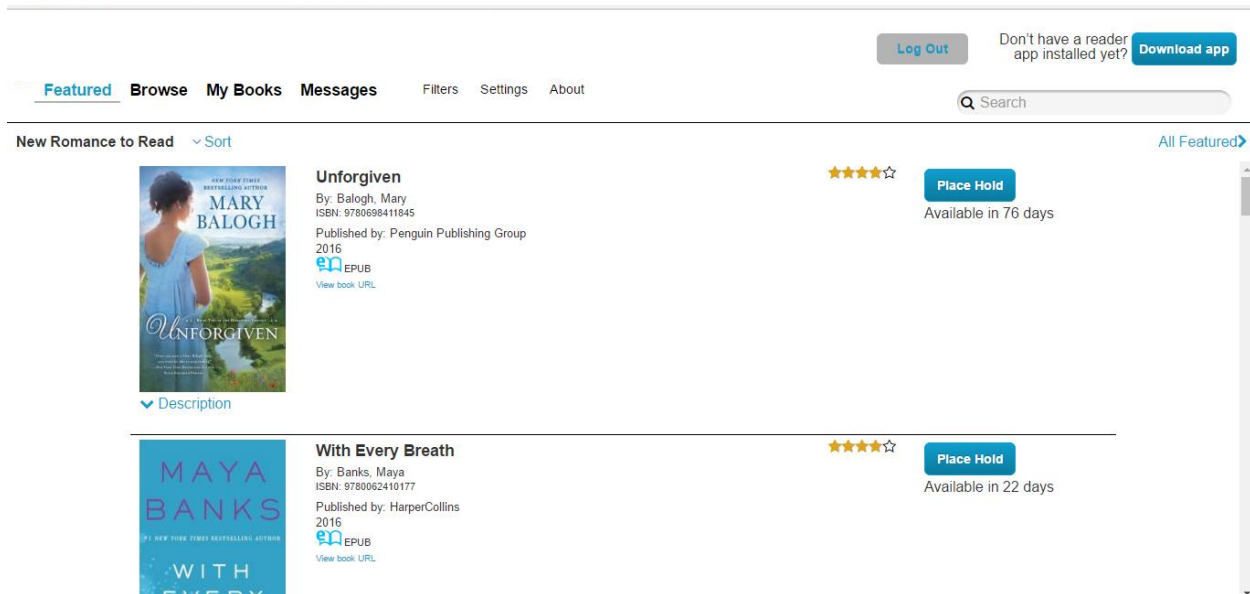 Log Out
Don't have a reader
app installed yet?
Download app
Featured Browse My Books Messages Filters Settings About
Search
New Romance to Read Sort
All Featured
NEW YORK TIMES
BESTSELLING AUTHOR
MARY
BALOGH
UNFORGIVEN
Description
Unforgiven
By: Balogh, Mary
ISBN: 9780698411845
Published by: Penguin Publishing Group
2016
EPUB
View book URL
Place Hold
Available in 76 days
MAYA
BANKS
#1 NEW YORK TIMES BESTSELLING AUTHOR
WITH
EVERY
With Every Breath
By: Banks, Maya
ISBN: 9780062410177
Published by: HarperCollins
2016
EPUB
View book URL
Place Hold
Available in 22 days